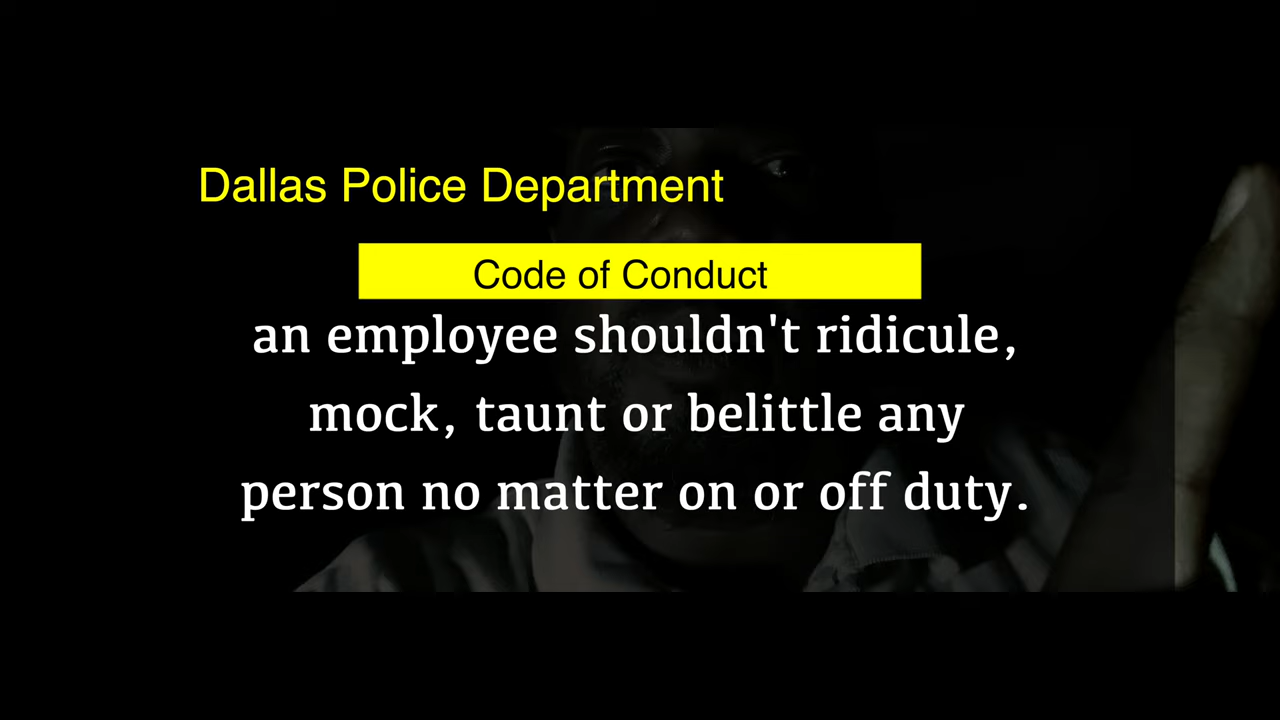 Dallas Police Department
Code of Conduct
an employee shouldn't ridicule,
mock, taunt or belittle any
person no matter on or off duty.